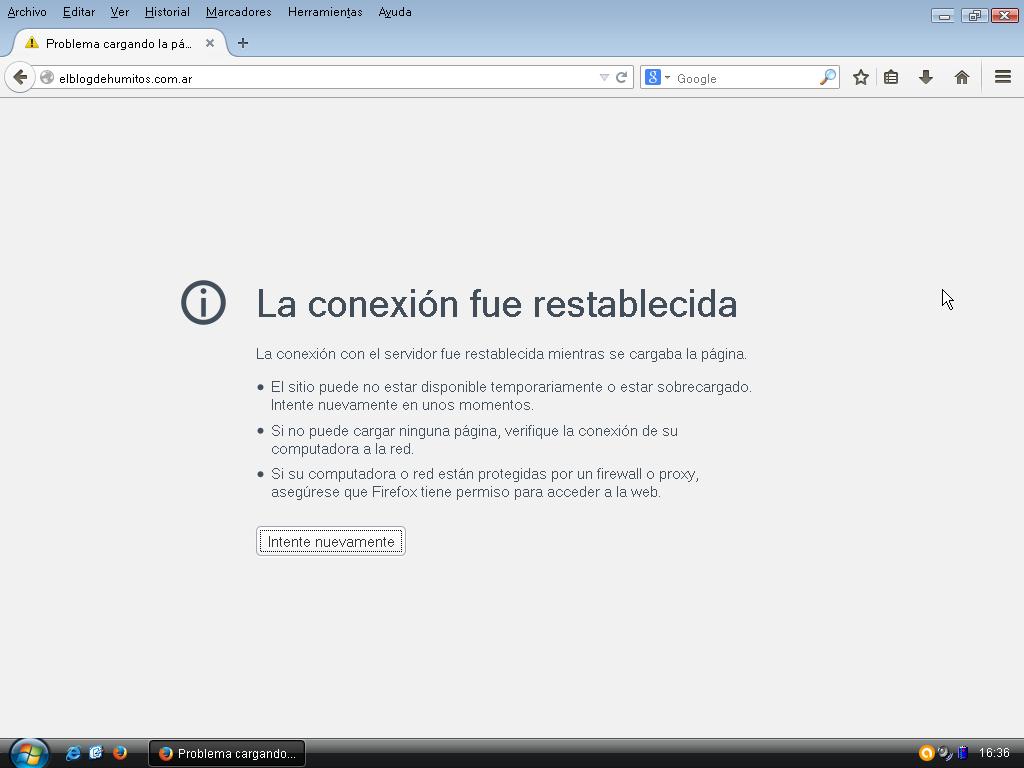 Archivo Editar Ver Historial Marcadores Herramientas Ayuda
Problema cargando la pá...
elblogdehumitos.com.ar
Google
La conexión fue restablecida
La conexión con el servidor fue restablecida mientras se cargaba la página.
El sitio puede no estar disponible temporariamente o estar sobrecargado.
Intente nuevamente en unos momentos.
Si no puede cargar ninguna página, verifique la conexión de su
computadora a la red.
Si su computadora o red están protegidas por un firewall o proxy,
asegúrese que Firefox tiene permiso para acceder a la web.
Intente nuevamente
Problema cargando...
16:36